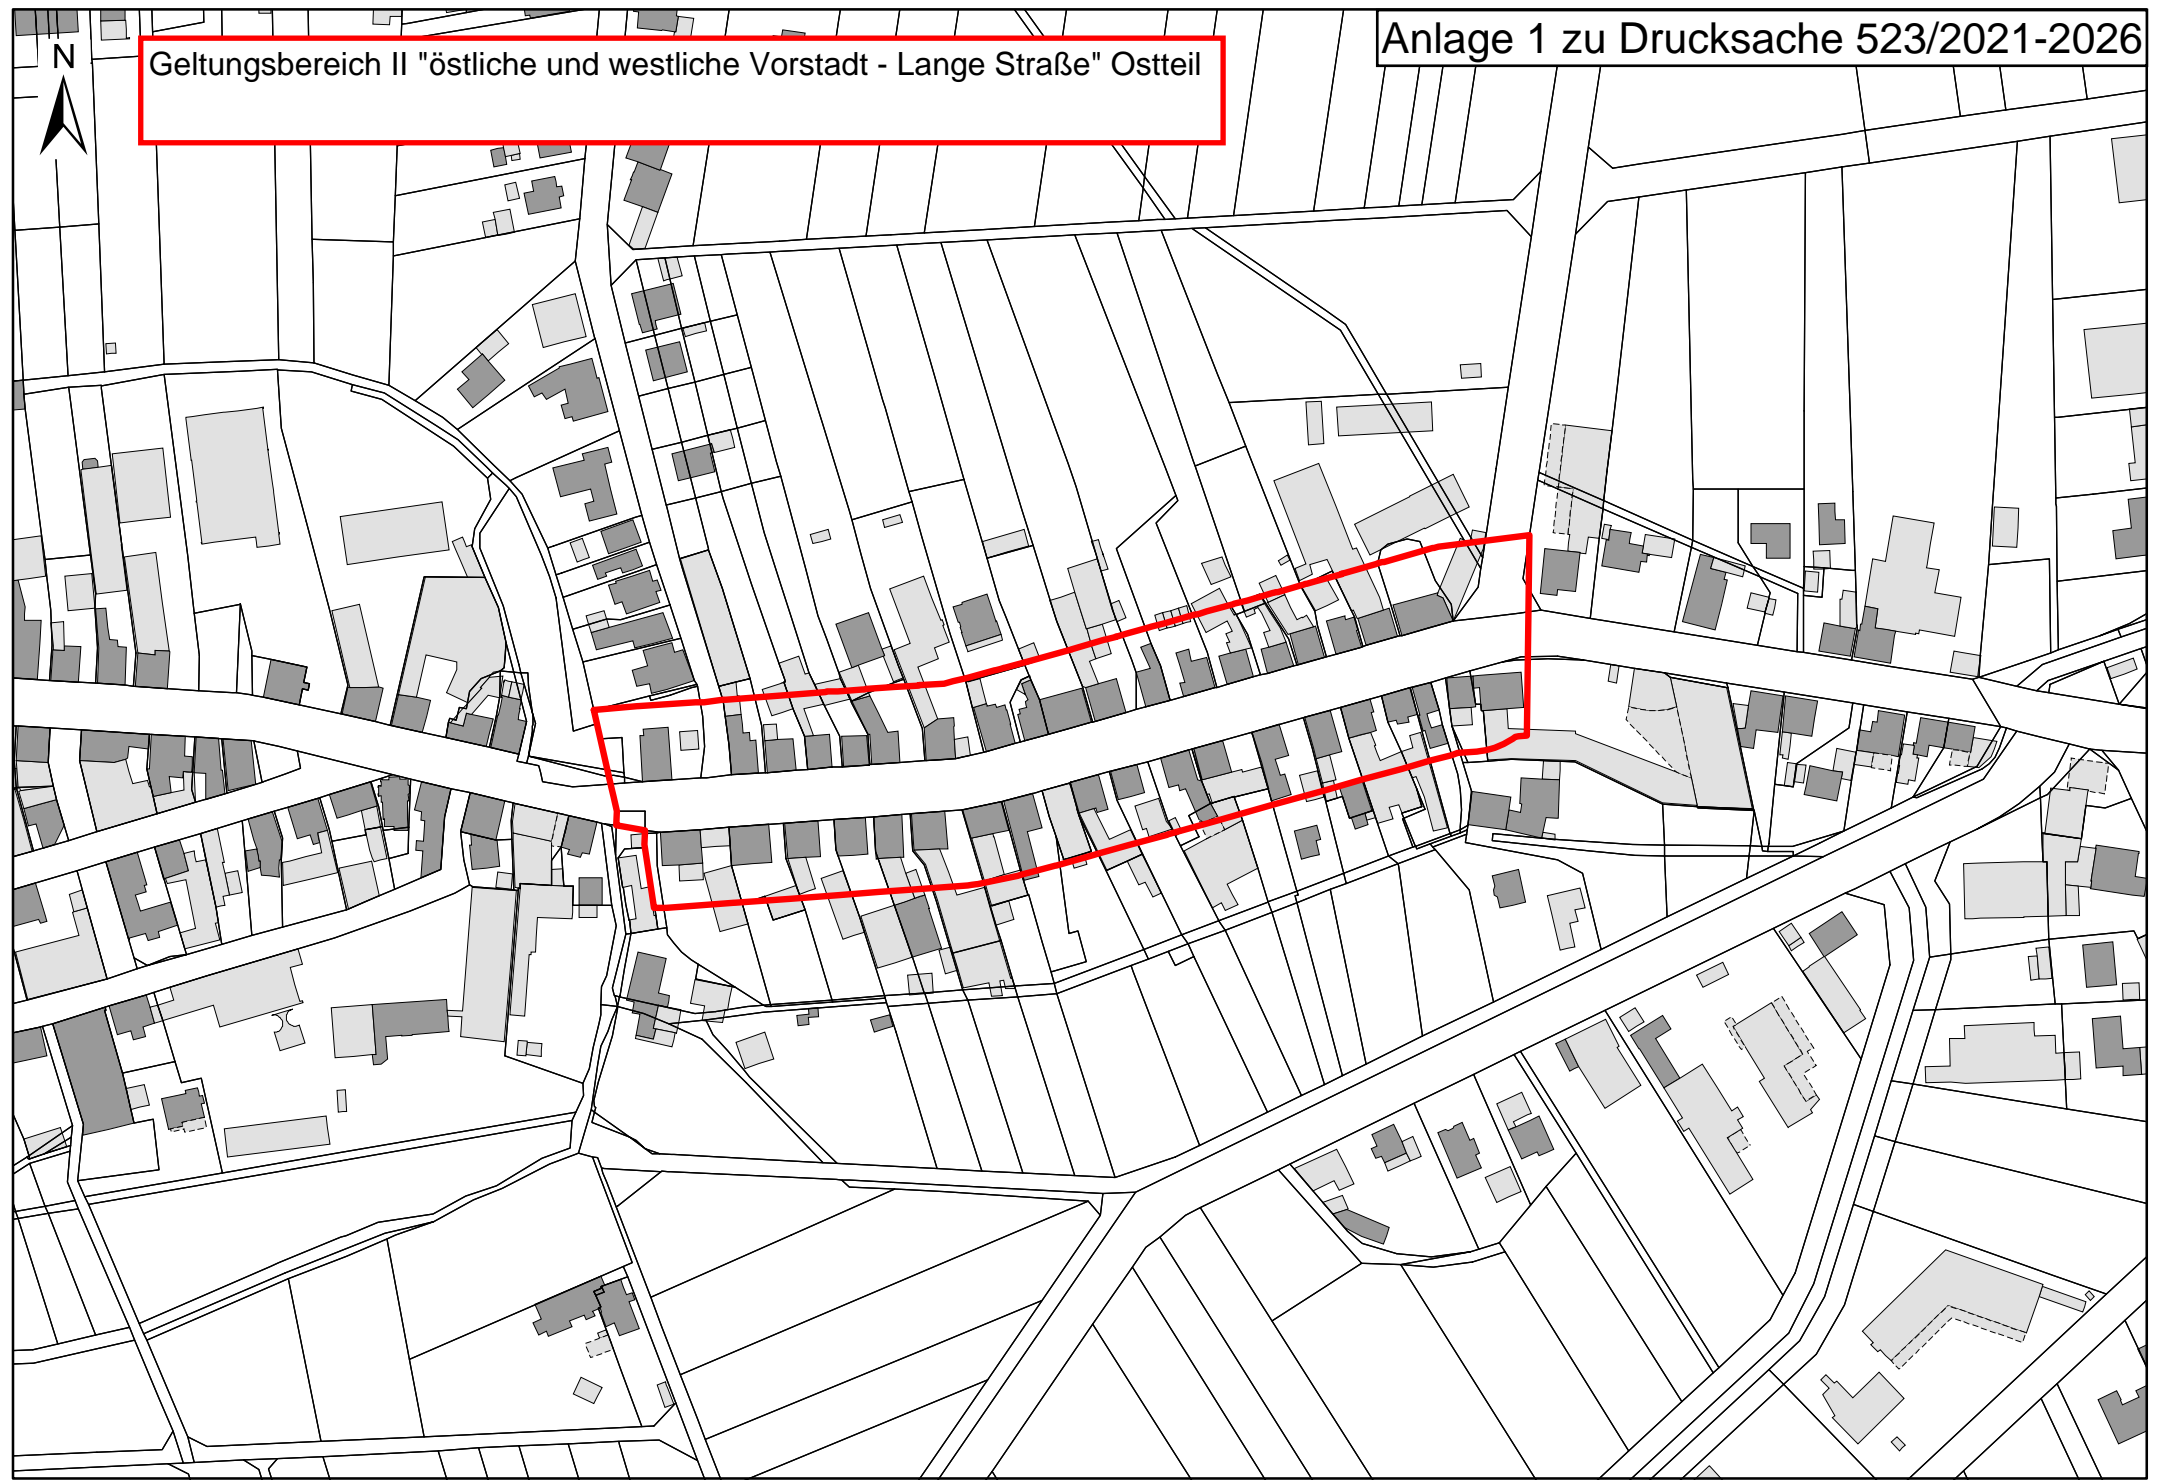 Anlage 1 zu Drucksache 523/2021-2026
N
Geltungsbereich II "östliche und westliche Vorstadt - Lange Straße" Ostteil